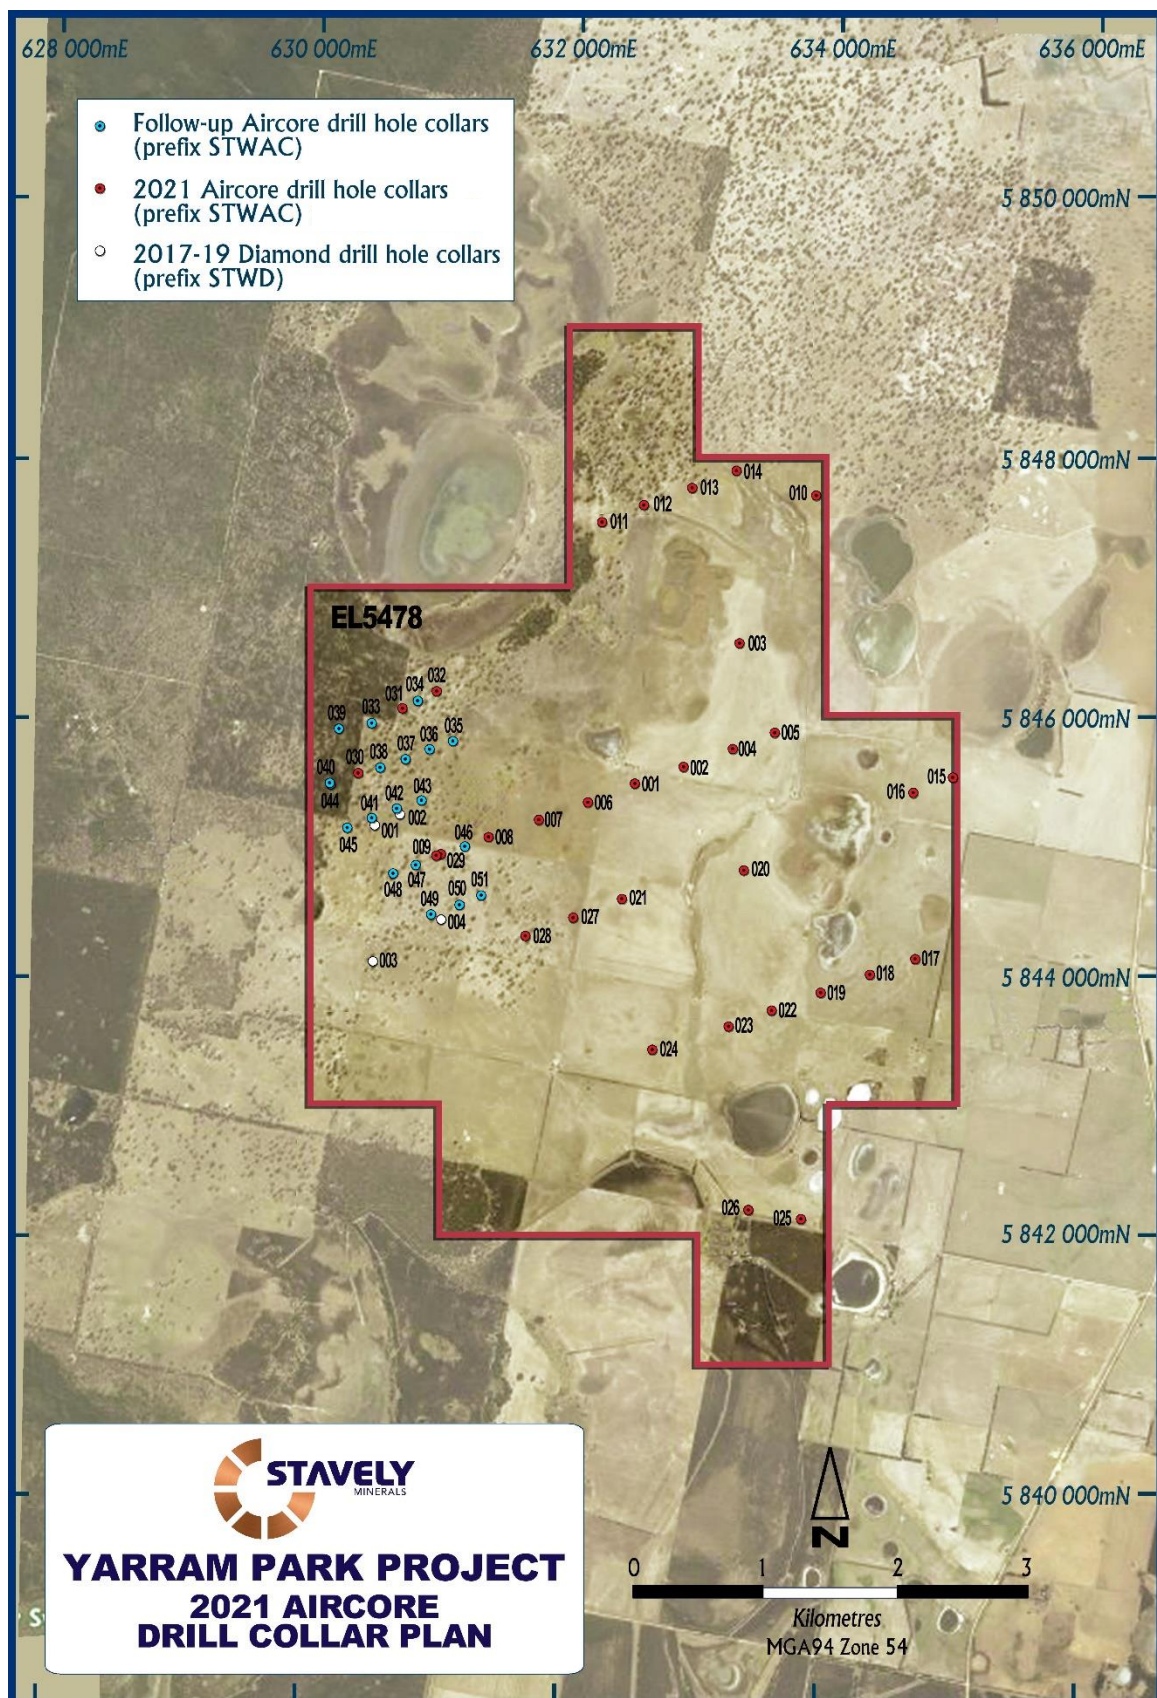 628 000mE
630 000mE
632 000mE
634 000mE
636 000mE
Follow-up Aircore drill hole collars
(prefix STWAC)
2021 Aircore drill hole collars
(prefix STWAC)
2017-19 Diamond drill hole collars
(prefix STWD)
5 850 000mN
5 848 000mN
014
013
010
012
011
EL5478
003
032
034
031
033
039
5 846 000mN
005
035
036
004
037
038
002
030
015
040
001
016
044
043
006
042
002
041
007
001
008
045
046
009
029
047
020
048
051
050
021
049
004
027
028
003
017
5 844 000mN
018
019
022
023
024
026
025
5 842 000mN
5 840 000mN
N
0
1
2
3
Kilometres
MGA94 Zone 54
STAVELY
MINERALS
YARRAM PARK PROJECT
2021 AIRCORE
DRILL COLLAR PLAN